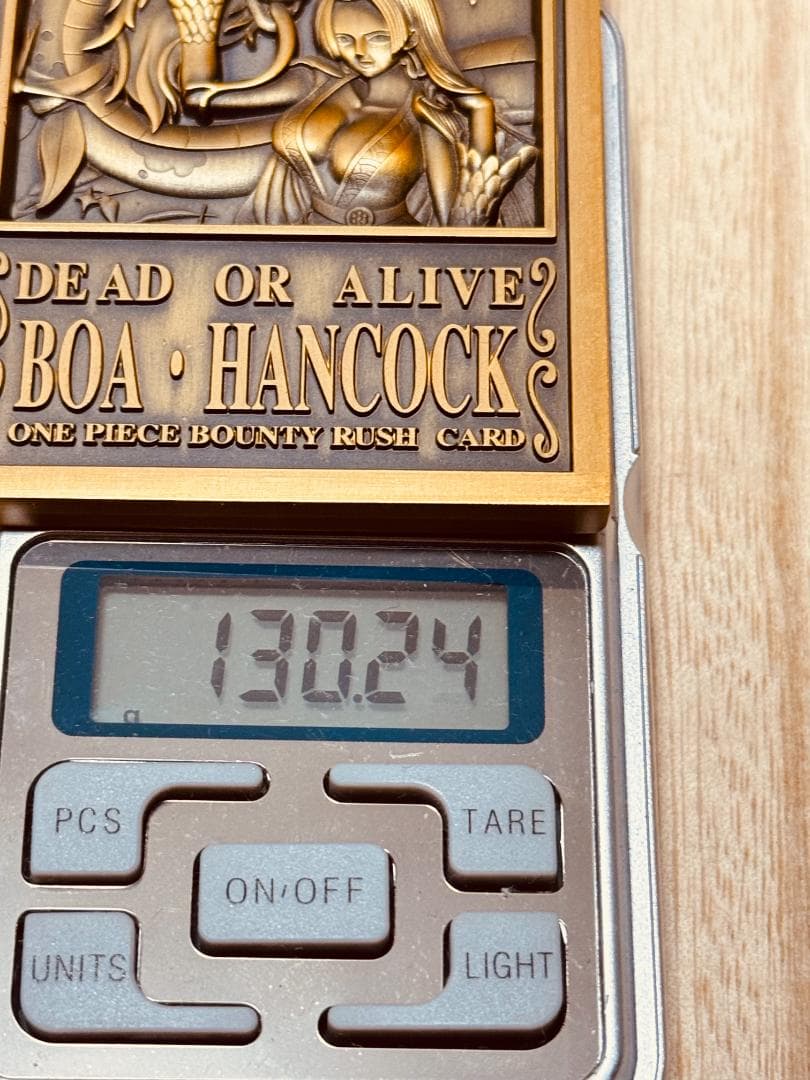 DEAD OR ALIVE
BOA · HANCOCK
ONE PIECE BOUNTY RUSH CARD
130.24
g
PCS
TARE
ON/OFF
UNITS
LIGHT